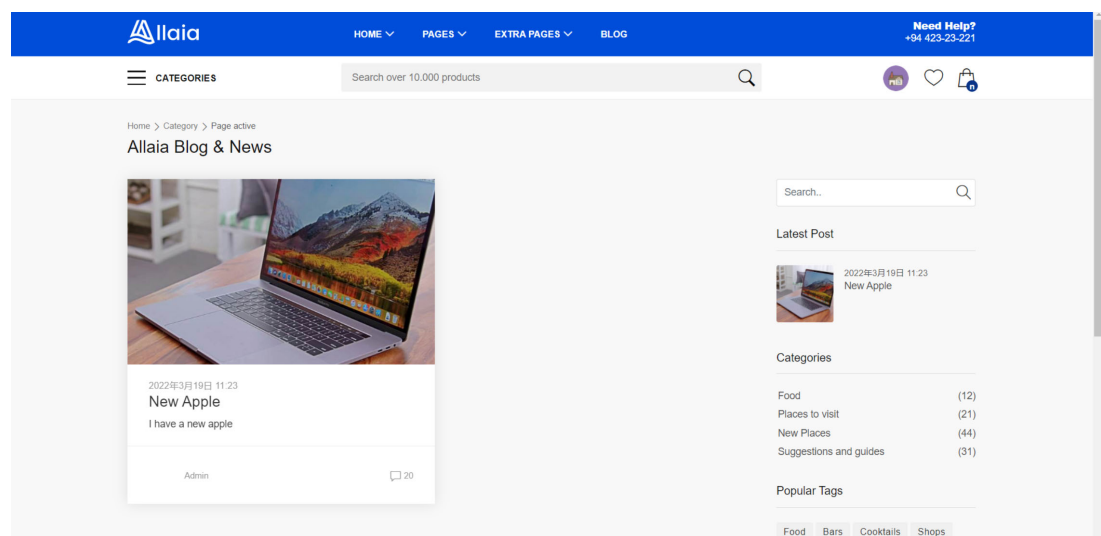 Allaia
HOME
PAGES
EXTRA PAGES
BLOG
Need Help?
+94 423-23-221
CATEGORIES
Search over 10.000 products
n
Home > Category > Page active
Allaia Blog & News
2022年3月19日 11:23
New Apple
I have a new apple
Admin
20
Search..
Latest Post
2022年3月19日 11:23
New Apple
Categories
Food (12)
Places to visit (21)
New Places (44)
Suggestions and guides (31)
Popular Tags
Food Bars Cooktails Shops